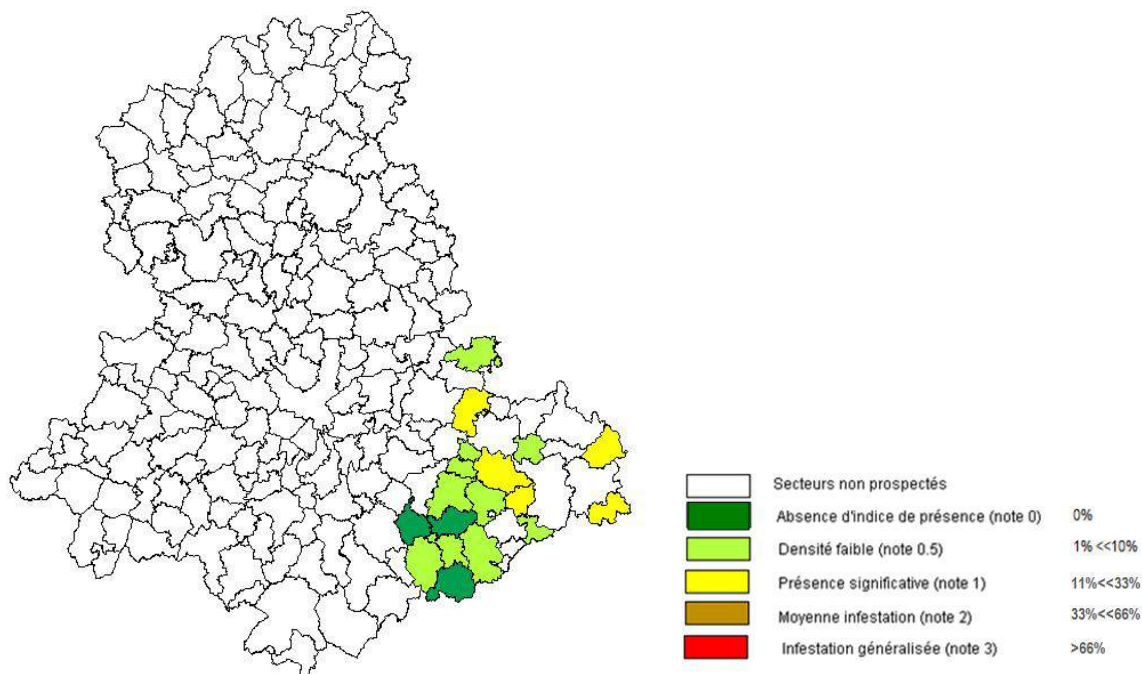 Secteurs non prospectés
Absence d'indice de présence (note 0) 0%
Densité faible (note 0.5) 1% <<10%
Présence significative (note 1) 11%<<33%
Moyenne infestation (note 2) 33%<<66%
Infestation généralisée (note 3) >66%